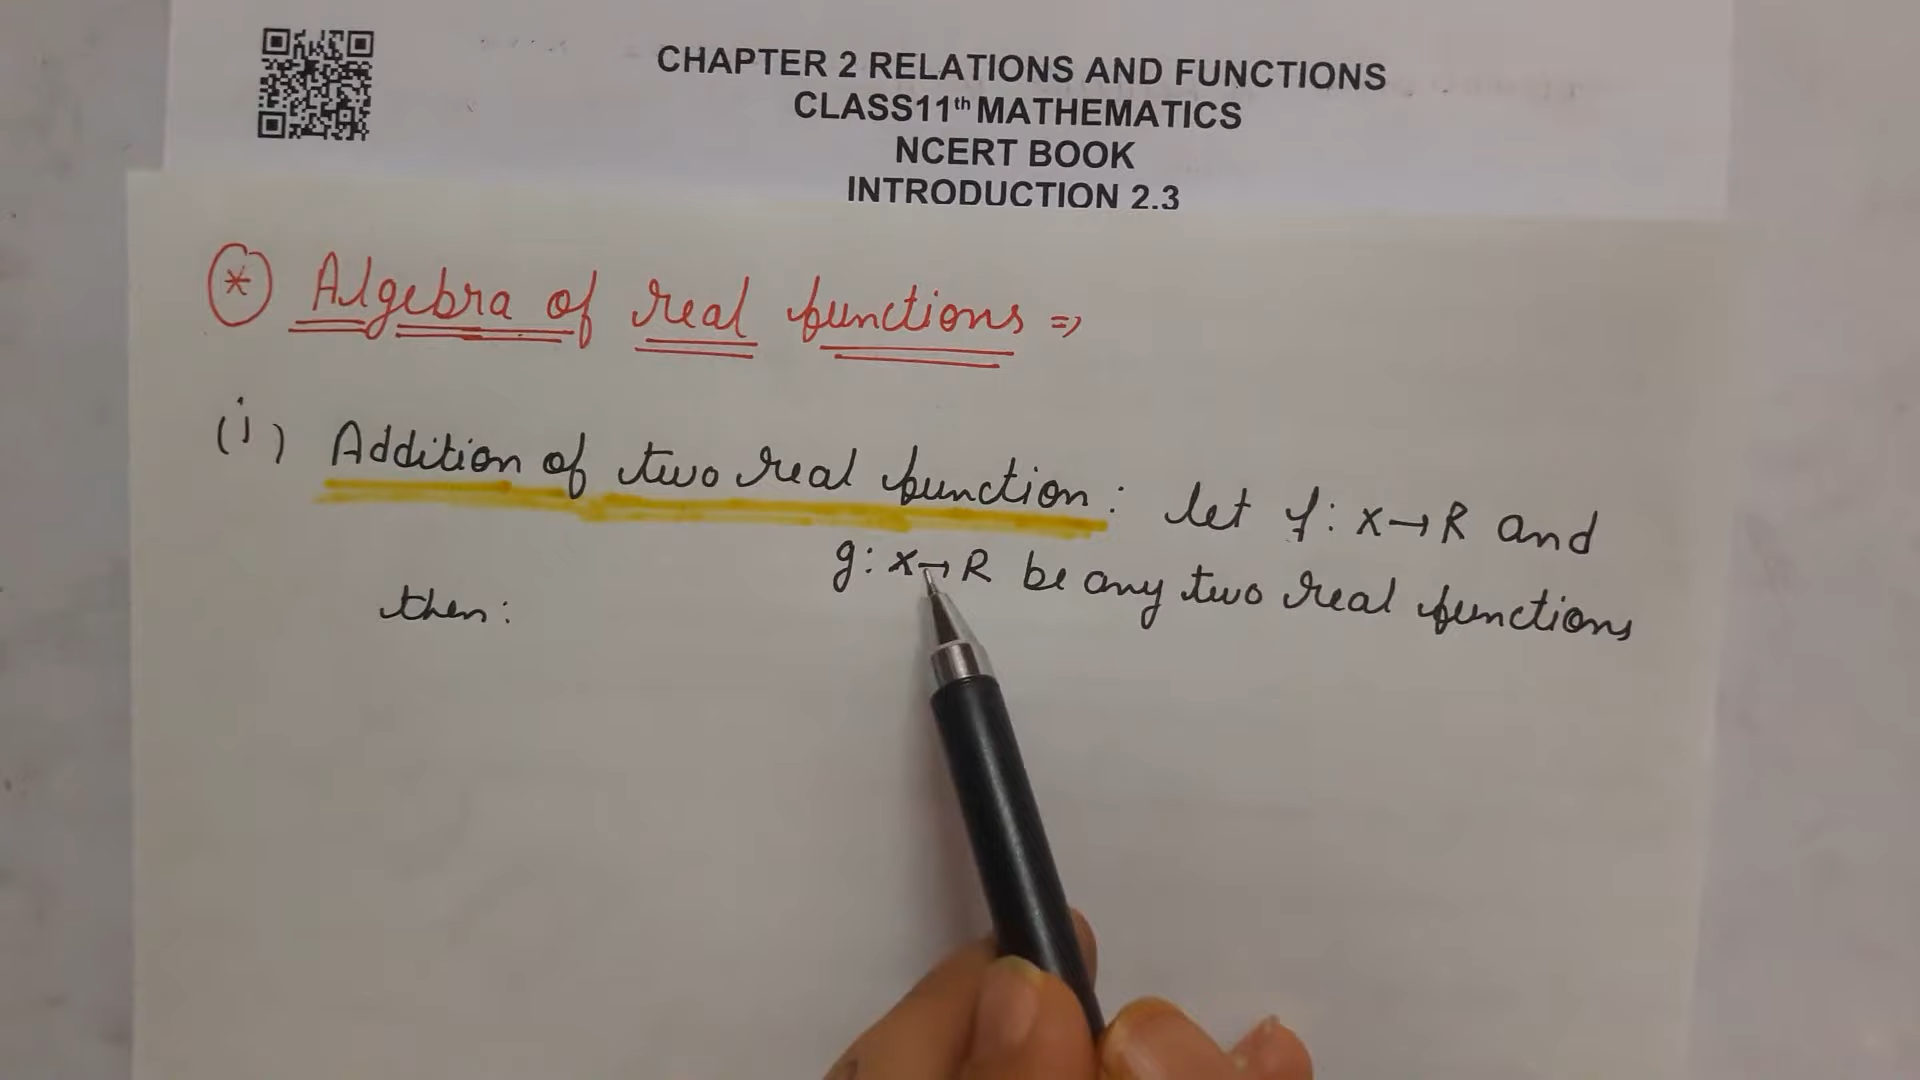 CHAPTER 2 RELATIONS AND FUNCTIONS
CLASS11th MATHEMATICS
NCERT BOOK
INTRODUCTION 2.3
* Algebra of real functions ⇒
(i) Addition of two real function: let f: X→R and
g: X→R be any two real functions
then: